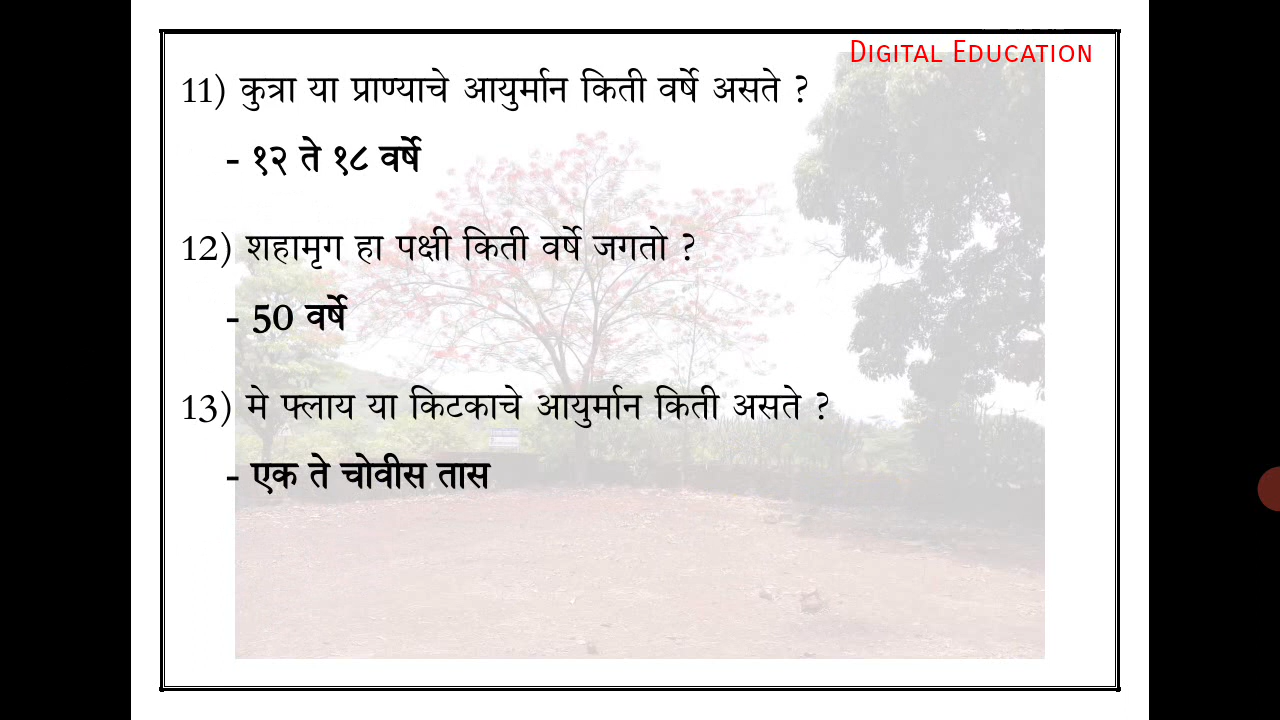 DIGITAL EDUCATION
11) कुत्रा या प्राण्याचे आयुर्मान किती वर्षे असते ?
- १२ ते १८ वर्षे
12) शहामृग हा पक्षी किती वर्षे जगतो ?
- 50 वर्षे
13) मे फ्लाय या किटकाचे आयुर्मान किती असते ?
- एक ते चोवीस तास